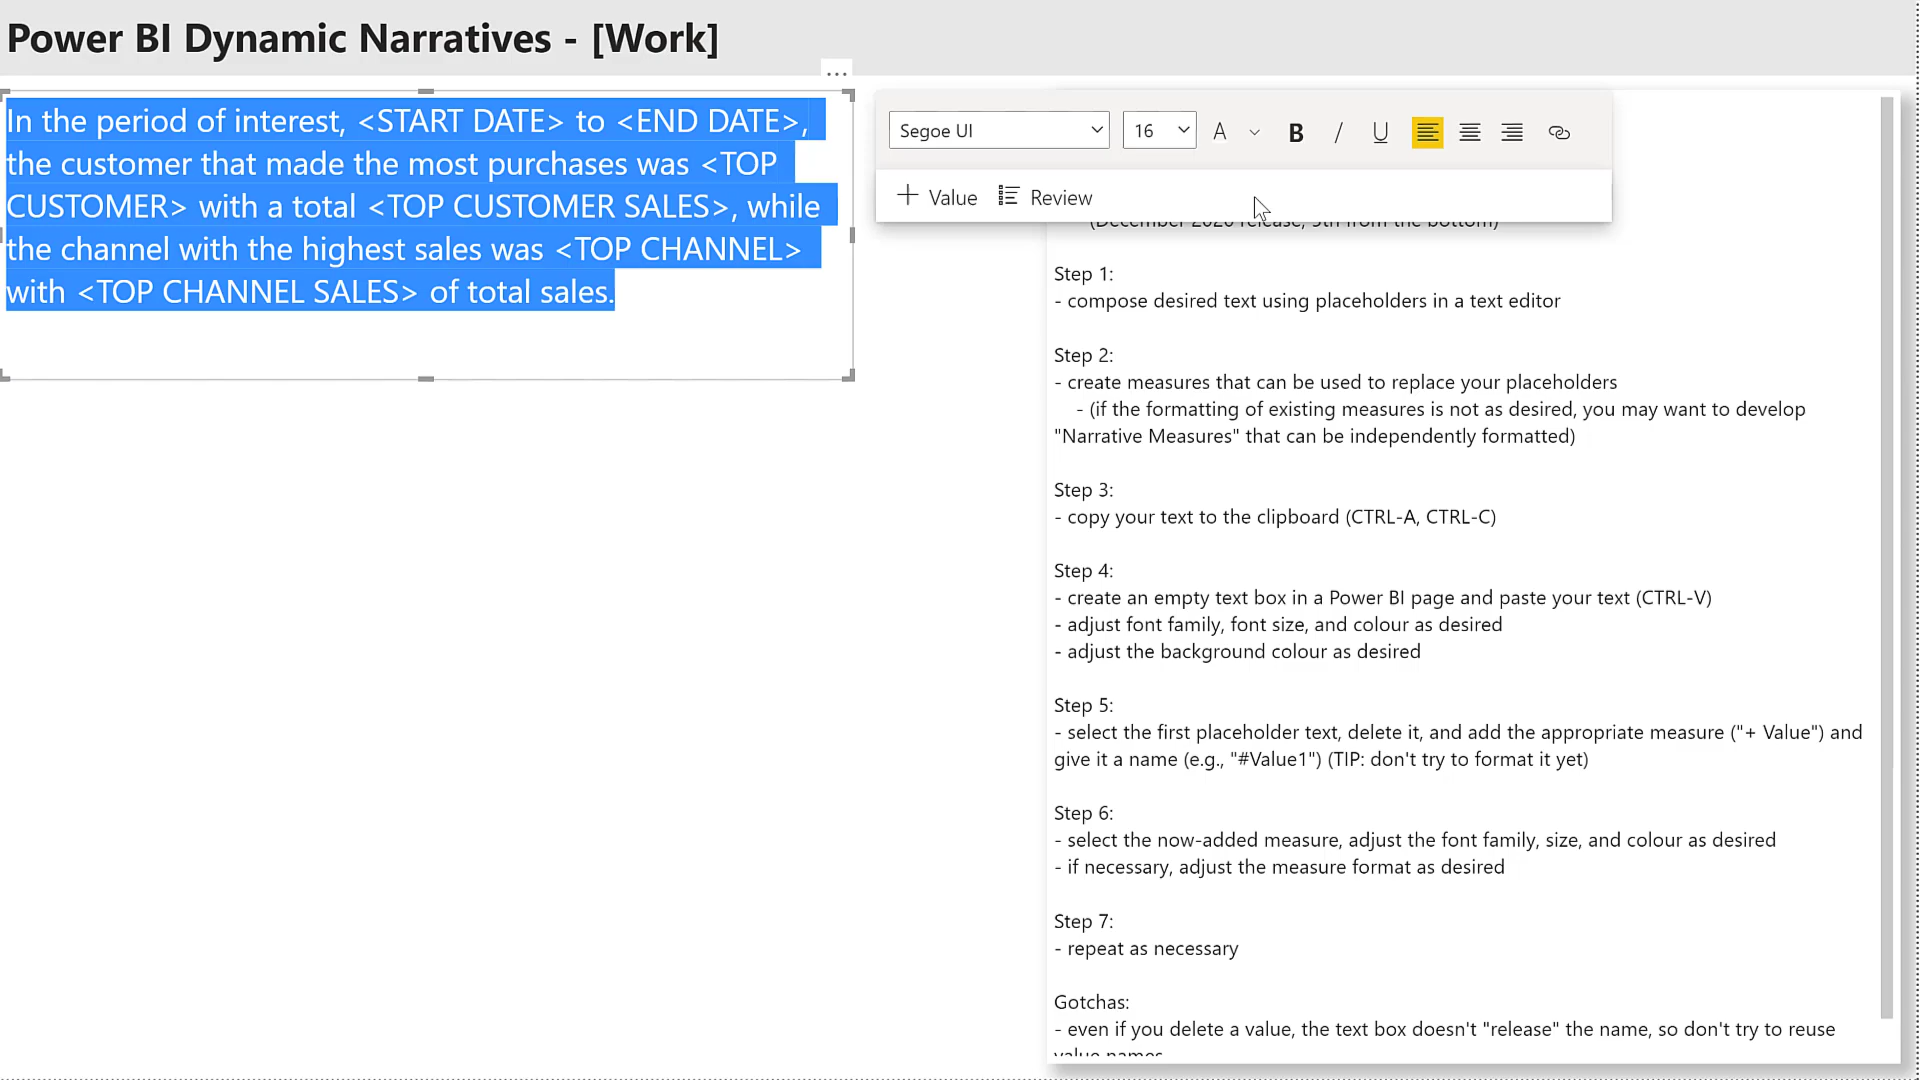 Power BI Dynamic Narratives - [Work]
In the period of interest, <START DATE> to <END DATE>,
the customer that made the most purchases was <TOP
CUSTOMER> with a total <TOP CUSTOMER SALES>, while
the channel with the highest sales was <TOP CHANNEL>
with <TOP CHANNEL SALES> of total sales.
Segoe UI 16 A B / U
+ Value Review
(December 2020 release, 9th from the bottom)
Step 1:
- compose desired text using placeholders in a text editor
Step 2:
- create measures that can be used to replace your placeholders
- (if the formatting of existing measures is not as desired, you may want to develop
"Narrative Measures" that can be independently formatted)
Step 3:
- copy your text to the clipboard (CTRL-A, CTRL-C)
Step 4:
- create an empty text box in a Power BI page and paste your text (CTRL-V)
- adjust font family, font size, and colour as desired
- adjust the background colour as desired
Step 5:
- select the first placeholder text, delete it, and add the appropriate measure ("+ Value") and
give it a name (e.g., "#Value1") (TIP: don't try to format it yet)
Step 6:
- select the now-added measure, adjust the font family, size, and colour as desired
- if necessary, adjust the measure format as desired
Step 7:
- repeat as necessary
Gotchas:
- even if you delete a value, the text box doesn't "release" the name, so don't try to reuse
value names